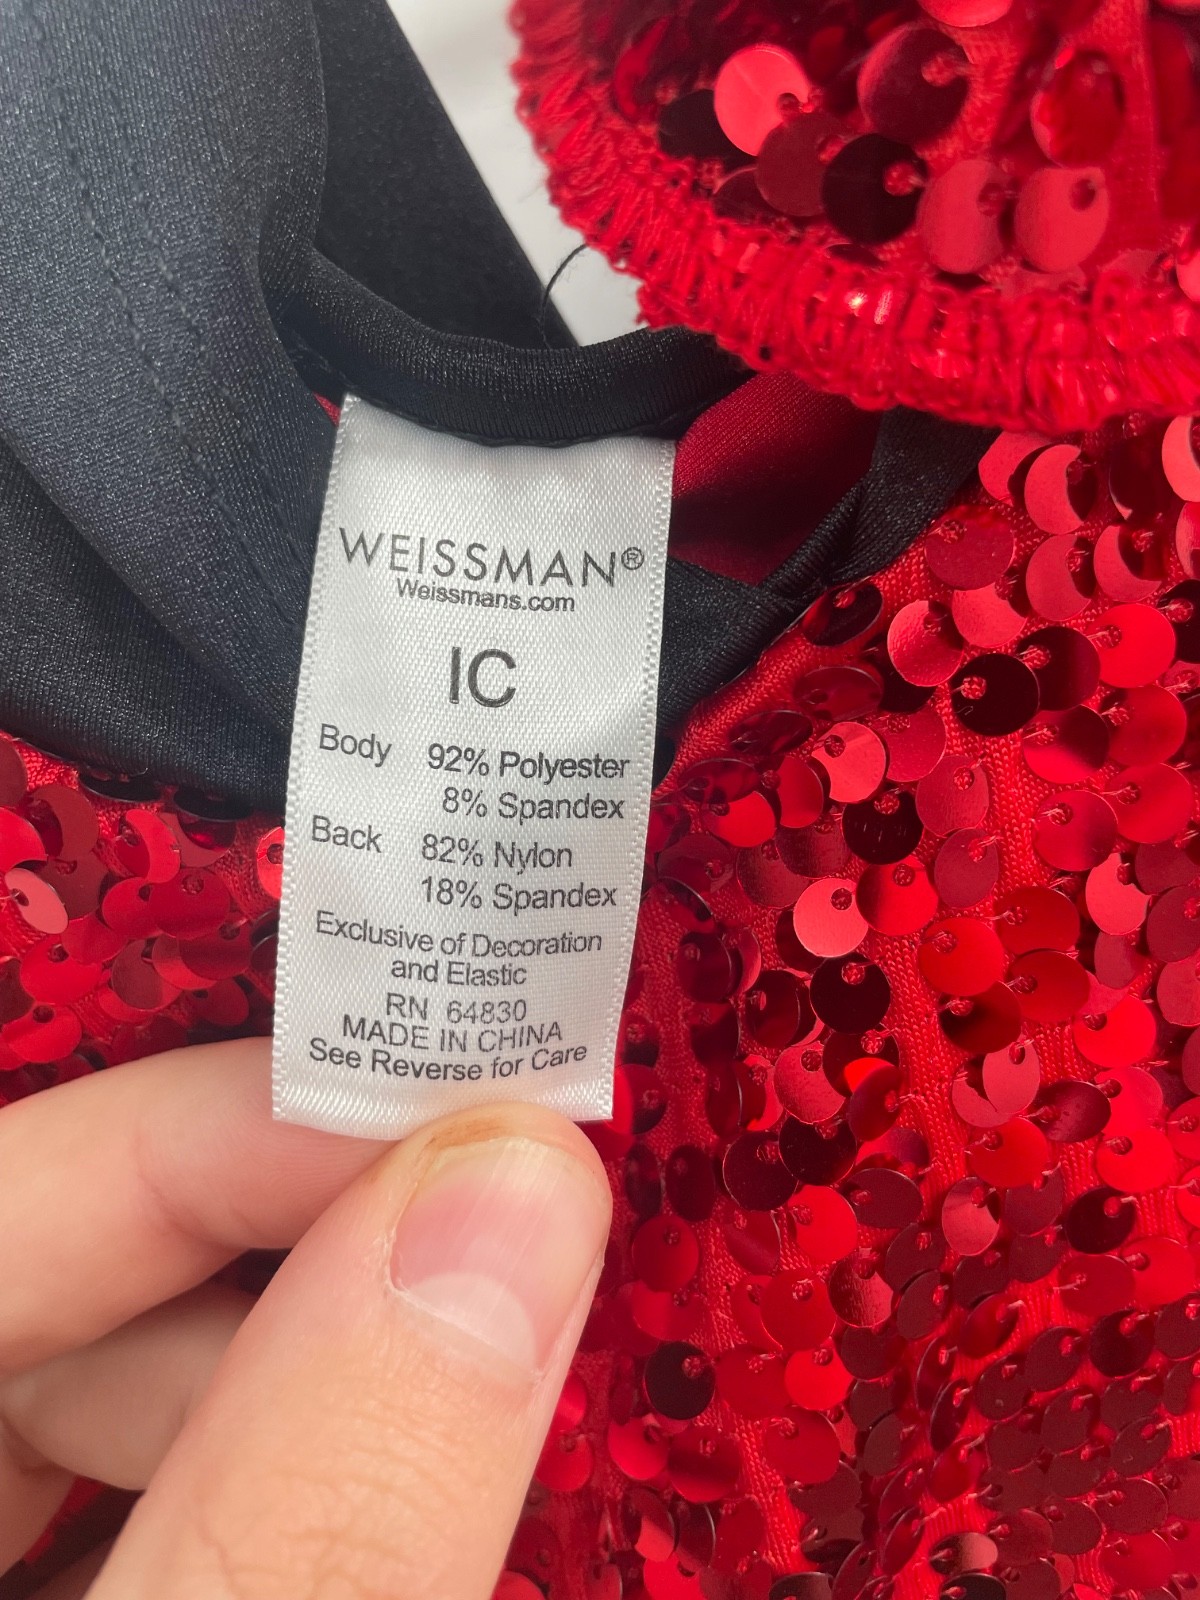 WEISSMAN®
Weissmans.com
IC
Body 92% Polyester
8% Spandex
Back 82% Nylon
18% Spandex
Exclusive of Decoration
and Elastic
RN 64830
MADE IN CHINA
See Reverse for Care